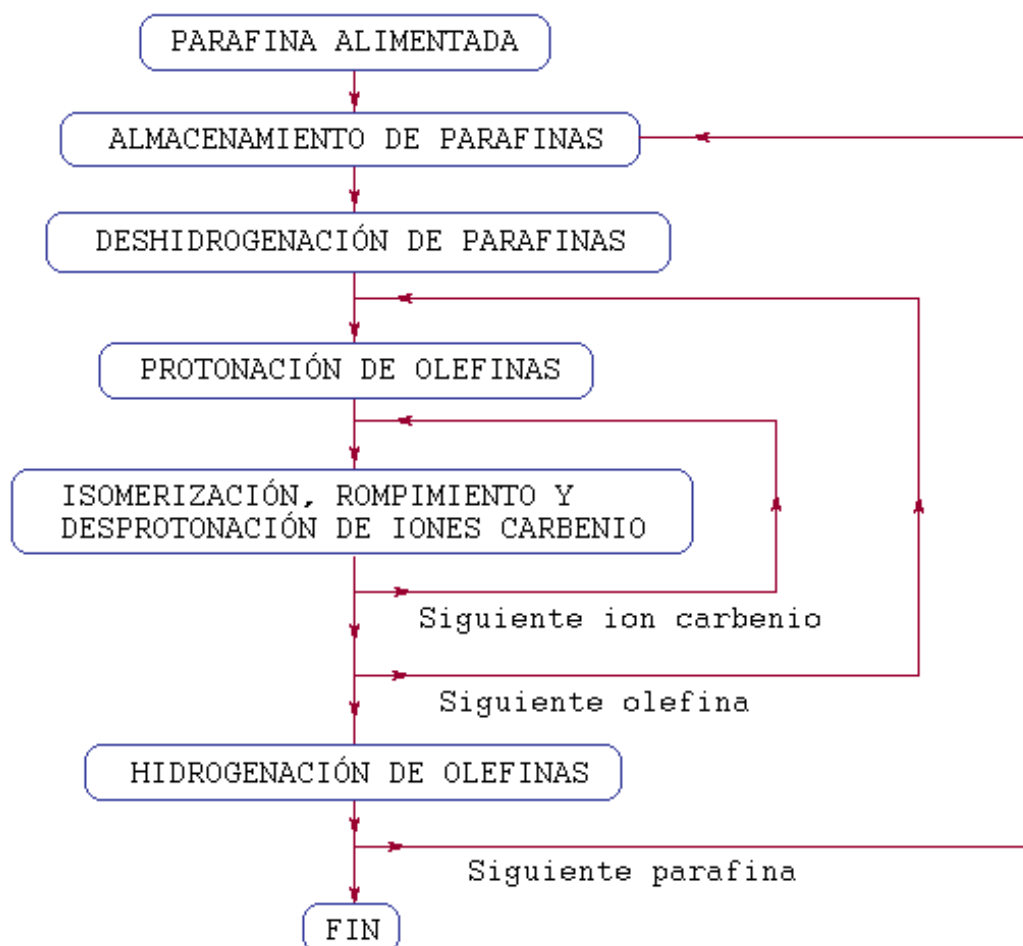 PARAFINA ALIMENTADA
ALMACENAMIENTO DE PARAFINAS
DESHIDROGENACIÓN DE PARAFINAS
PROTONACIÓN DE OLEFINAS
ISOMERIZACIÓN, ROMPIMIENTO Y
DESPROTONACIÓN DE IONES CARBENIO
Siguiente ion carbenio
Siguiente olefina
HIDROGENACIÓN DE OLEFINAS
Siguiente parafina
FIN